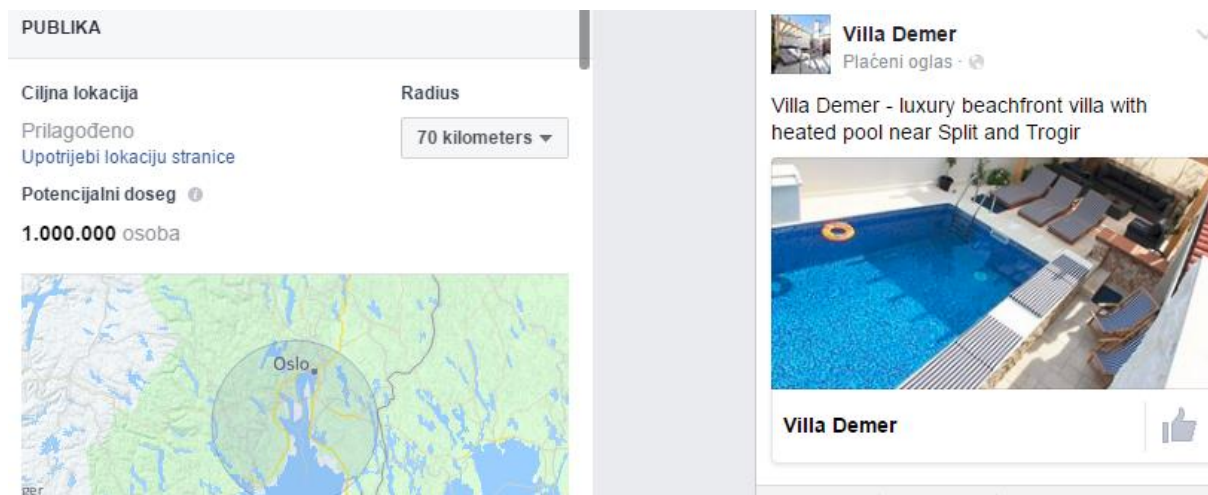 PUBLIKA
Ciljna lokacija
Radius
Prilagođeno
70 kilometers
Upotrijebi lokaciju stranice
Potencijalni doseg
1.000.000 osoba
Oslo
Villa Demer
Plaćeni oglas
Villa Demer - luxury beachfront villa with
heated pool near Split and Trogir
Villa Demer